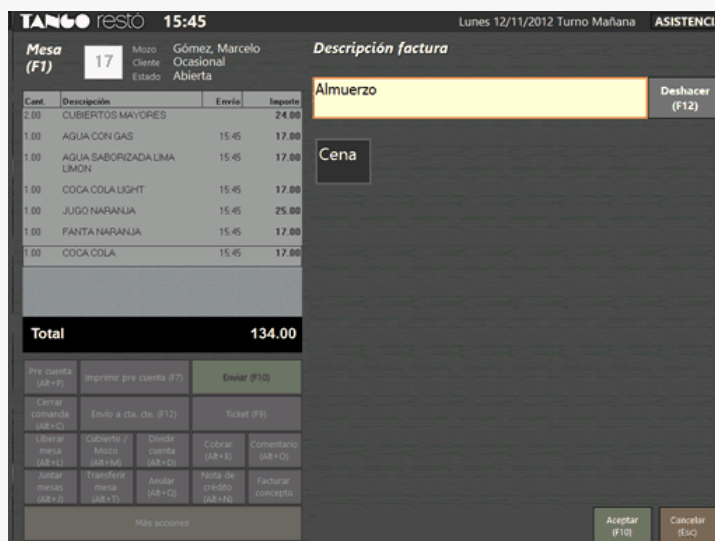 TANGO restó 15:45
Lunes 12/11/2012 Turno Mañana ASISTENCI
Mesa (F1)
17
Mozo Gómez, Marcelo
Cliente Ocasional
Estado Abierta
Cant. Descripción Envío Importe
2.00 CUBIERTOS MAYORES 24.00
1.00 AGUA CON GAS 15:45 17.00
1.00 AGUA SABORIZADA LIMA 15:45 17.00
LIMON
1.00 COCA COLA LIGHT 15:45 17.00
1.00 JUGO NARANJA 15:45 25.00
1.00 FANTA NARANJA 15:45 17.00
1.00 COCA COLA 15:45 17.00
Total 134.00
Pre cuenta
(Alt+P)
Imprimir pre cuenta (F7)
Enviar (F10)
Cerrar
comanda
(Alt+C)
Envío a cta. cte. (F12)
Ticket (F9)
Liberar
mesa
(Alt+L)
Cubierto /
Mozo
(Alt+M)
Dividir
cuenta
(Alt+D)
Cobrar
(Alt+E)
Comentario
(Alt+O)
Juntar
mesas
(Alt+J)
Transferir
mesa
(Alt+T)
Anular
(Alt+Q)
Nota de
crédito
(Alt+N)
Facturar
concepto
Más acciones
Descripción factura
Almuerzo
Deshacer
(F12)
Cena
Aceptar
(F10)
Cancelar
(Esc)